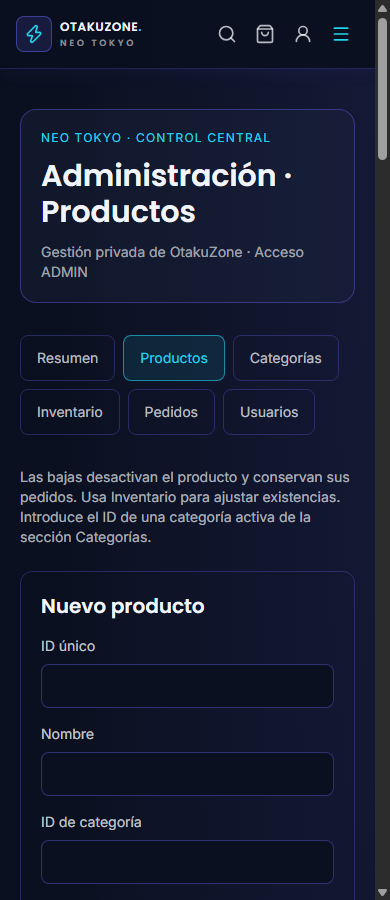 OTAKUZONE.
NEO TOKYO
NEO TOKYO · CONTROL CENTRAL
Administración ·
Productos
Gestión privada de OtakuZone · Acceso
ADMIN
Resumen
Productos
Categorías
Inventario
Pedidos
Usuarios
Las bajas desactivan el producto y conservan sus
pedidos. Usa Inventario para ajustar existencias.
Introduce el ID de una categoría activa de la
sección Categorías.
Nuevo producto
ID único
Nombre
ID de categoría